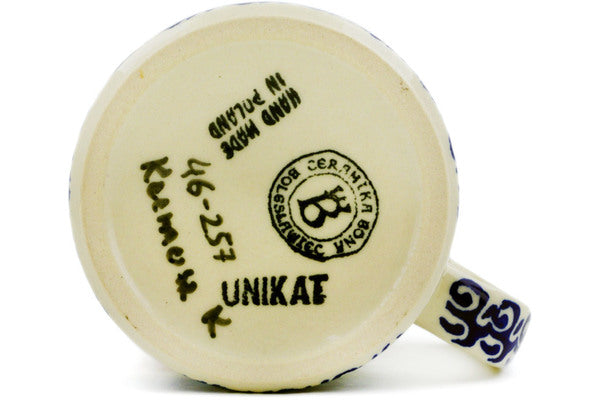 HAND MADE
IN POLAND
CERAMIKA BONA
BOLESŁAWIEC
B
46-257
UNIKAT